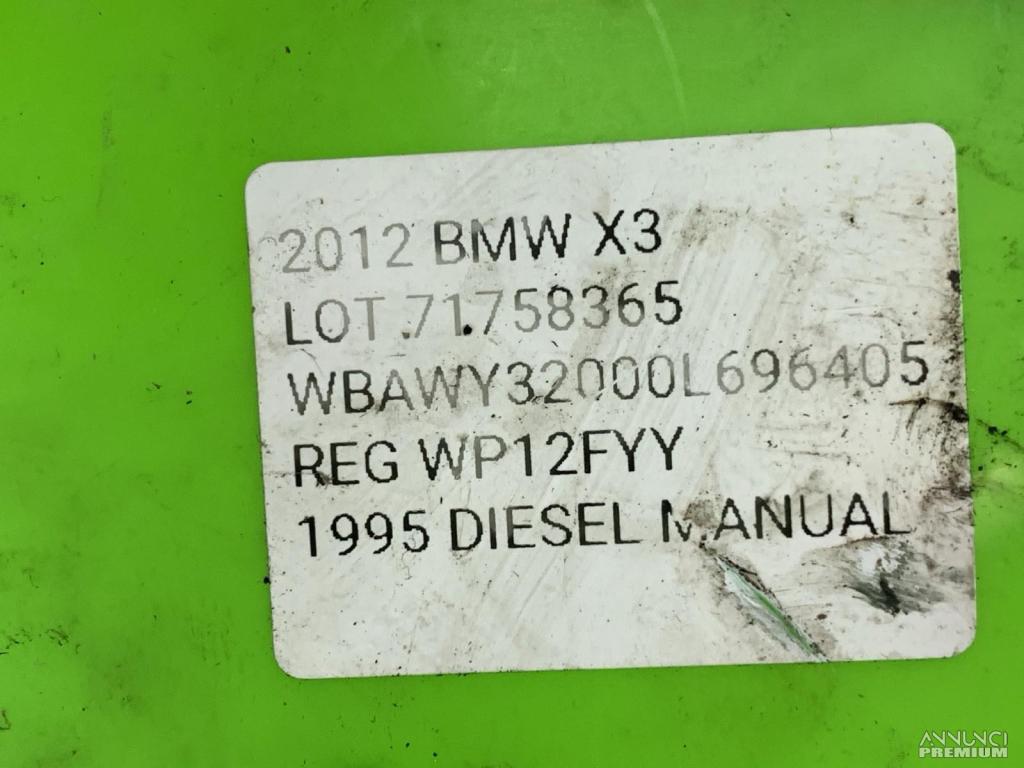 2012 BMW X3
LOT 71758365
WBAWY32000L696405
REG WP12FYY
1995 DIESEL MANUAL
ANNUNCI
PREMIUM